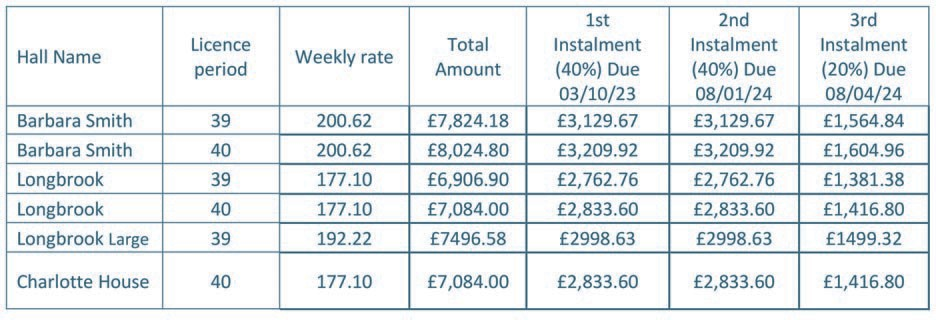 Hall Name Licence period Weekly rate Total Amount 1st Instalment (40%) Due 03/10/23 2nd Instalment (40%) Due 08/01/24 3rd Instalment (20%) Due 08/04/24
Barbara Smith 39 200.62 £7,824.18 £3,129.67 £3,129.67 £1,564.84
Barbara Smith 40 200.62 £8,024.80 £3,209.92 £3,209.92 £1,604.96
Longbrook 39 177.10 £6,906.90 £2,762.76 £2,762.76 £1,381.38
Longbrook 40 177.10 £7,084.00 £2,833.60 £2,833.60 £1,416.80
Longbrook Large 39 192.22 £7496.58 £2998.63 £2998.63 £1499.32
Charlotte House 40 177.10 £7,084.00 £2,833.60 £2,833.60 £1,416.80